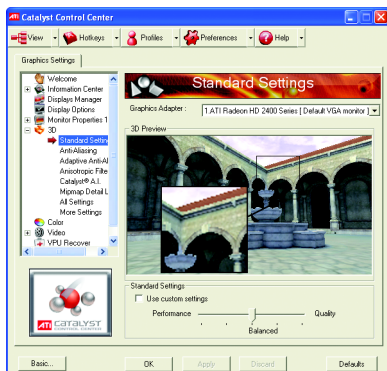 ATI Catalyst Control Center
View Hotkeys Profiles Preferences Help
Graphics Settings
Welcome
Information Center
Displays Manager
Display Options
Monitor Properties 1
3D
Standard Settin
Anti-Aliasing
Adaptive Anti-Al
Anisotropic Filte
Catalyst® A.I.
Mipmap Detail L
All Settings
More Settings
Color
Video
VPU Recover
ATI CATALYST
CONTROL CENTER
Standard Settings
Graphics Adapter :
1.ATI Radeon HD 2400 Series [ Default VGA monitor ]
3D Preview
Standard Settings
Use custom settings
Performance Quality
Balanced
Basic... OK Apply Discard Defaults